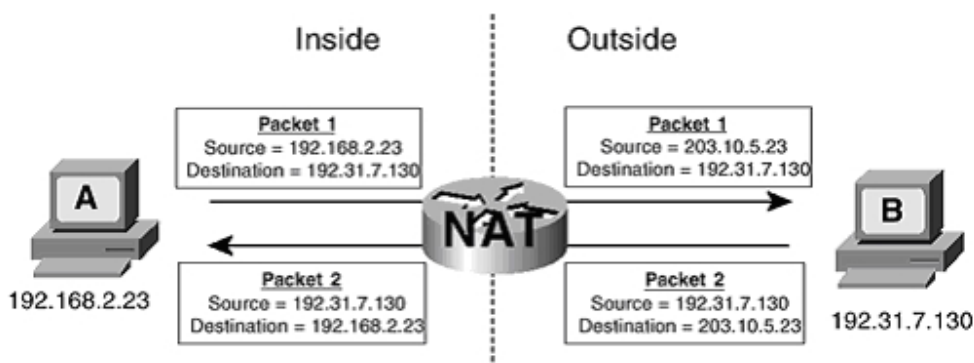 Inside
Outside
Packet 1
Source = 192.168.2.23
Destination = 192.31.7.130
Packet 1
Source = 203.10.5.23
Destination = 192.31.7.130
A
NAT
B
192.168.2.23
Packet 2
Source = 192.31.7.130
Destination = 192.168.2.23
Packet 2
Source = 192.31.7.130
Destination = 203.10.5.23
192.31.7.130